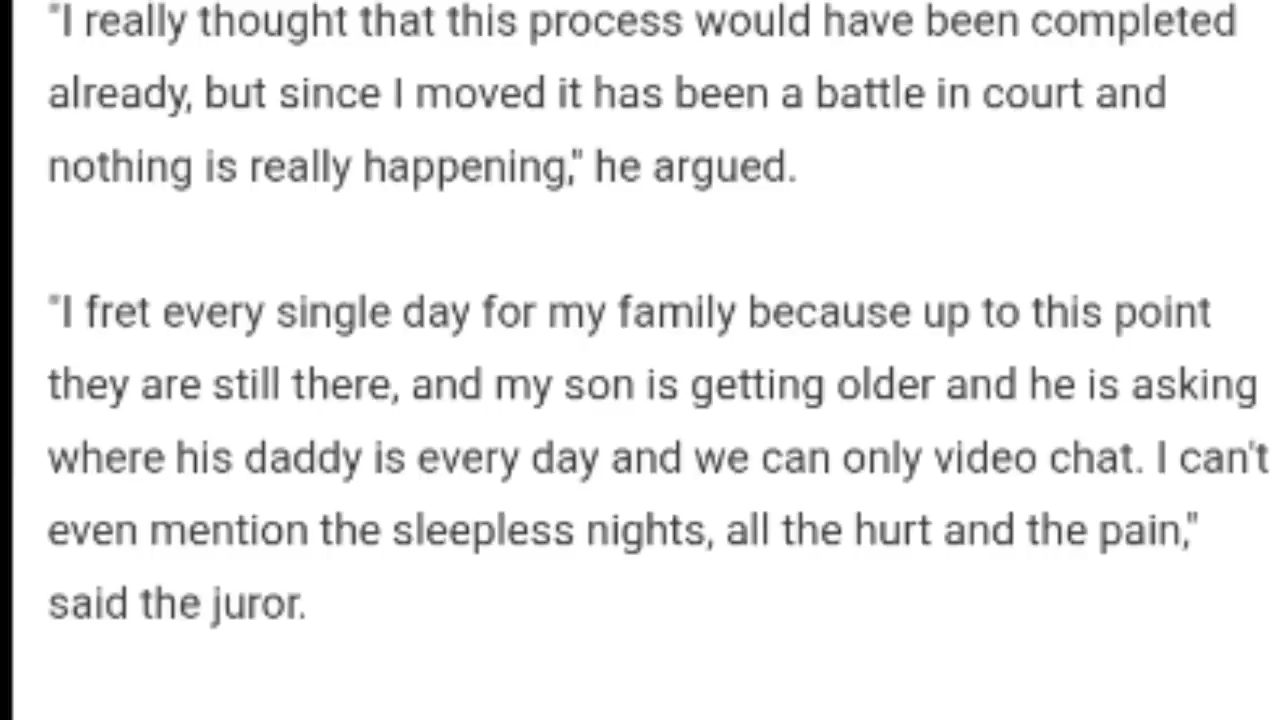 "I really thought that this process would have been completed
already, but since I moved it has been a battle in court and
nothing is really happening," he argued.
"I fret every single day for my family because up to this point
they are still there, and my son is getting older and he is asking
where his daddy is every day and we can only video chat. I can't
even mention the sleepless nights, all the hurt and the pain,"
said the juror.